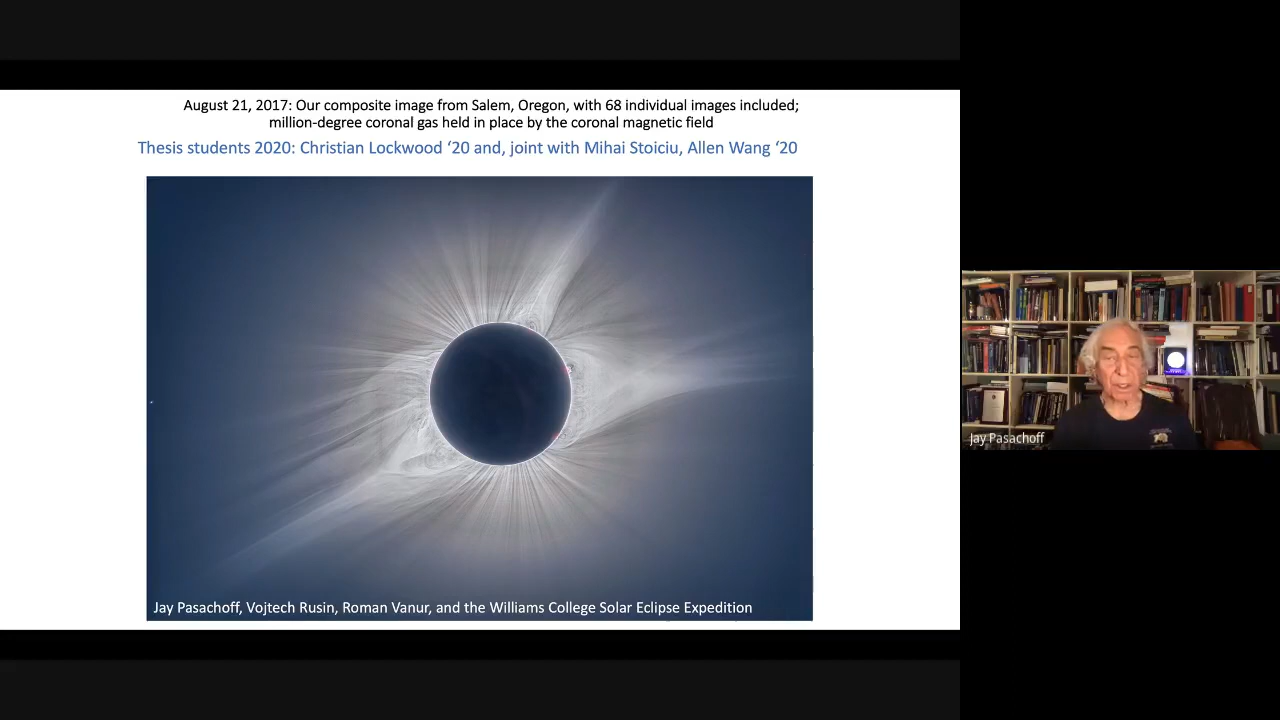 August 21, 2017: Our composite image from Salem, Oregon, with 68 individual images included;
million-degree coronal gas held in place by the coronal magnetic field
Thesis students 2020: Christian Lockwood ‘20 and, joint with Mihai Stoiciu, Allen Wang ‘20
Jay Pasachoff, Vojtech Rusin, Roman Vanur, and the Williams College Solar Eclipse Expedition
Jay Pasachoff